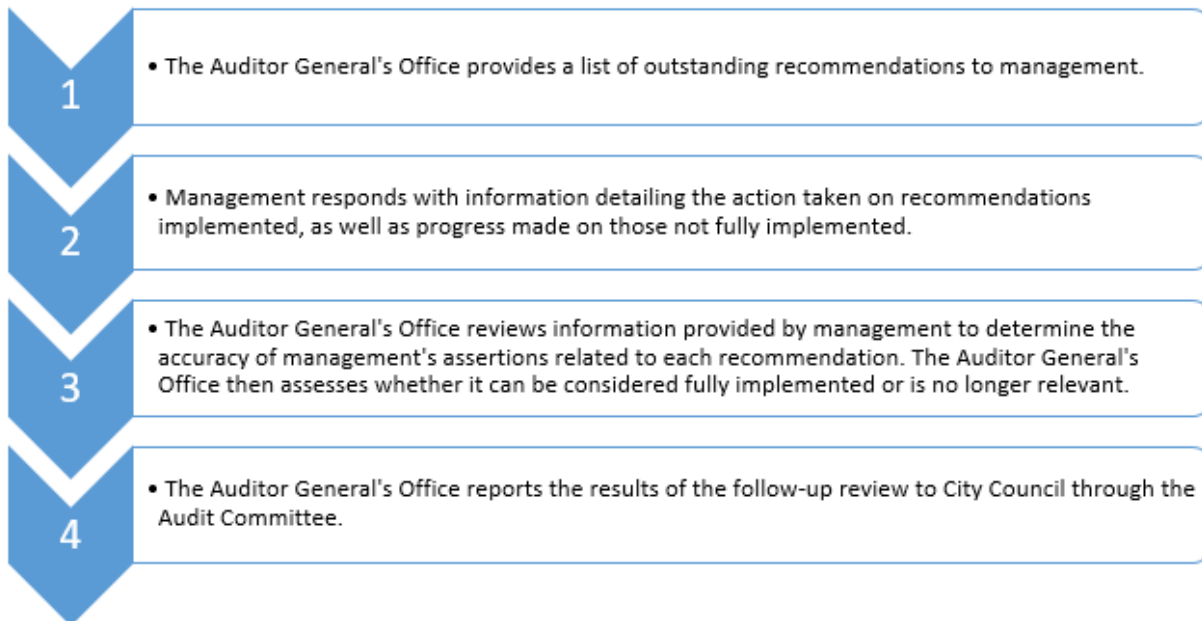 1
• The Auditor General's Office provides a list of outstanding recommendations to management.
2
• Management responds with information detailing the action taken on recommendations
implemented, as well as progress made on those not fully implemented.
3
• The Auditor General's Office reviews information provided by management to determine the
accuracy of management's assertions related to each recommendation. The Auditor General's
Office then assesses whether it can be considered fully implemented or is no longer relevant.
4
• The Auditor General's Office reports the results of the follow-up review to City Council through the
Audit Committee.